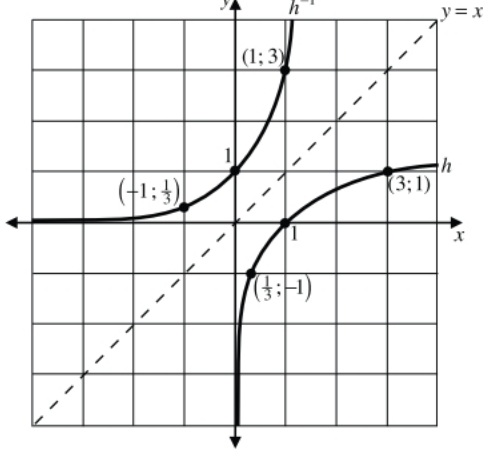 y
h⁻¹
y = x
(1; 3)
1
h
(−1; 1/3)
(3; 1)
1
x
(1/3; −1)